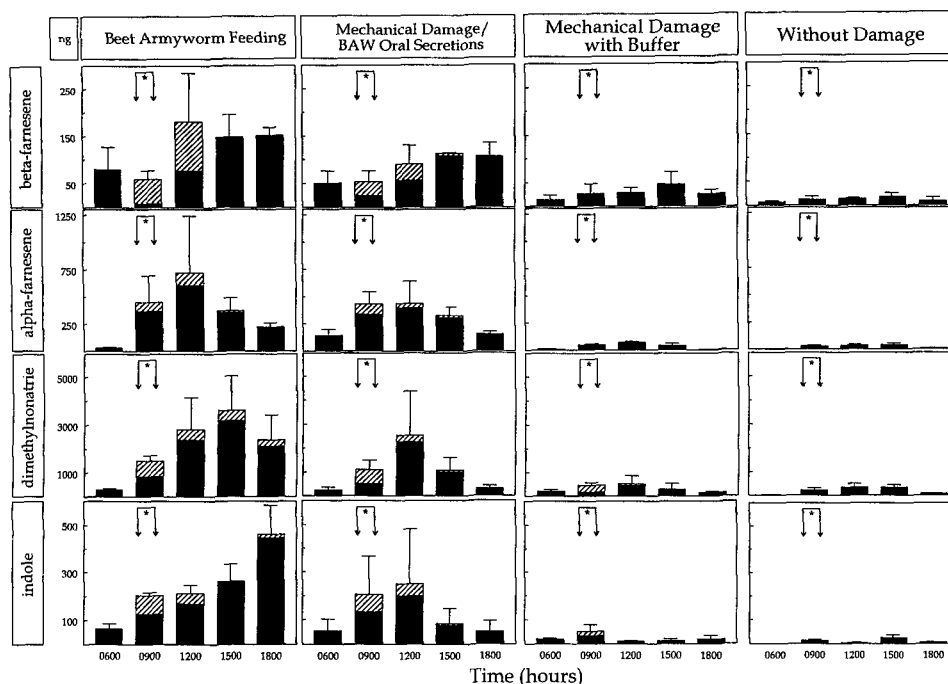 ng
Beet Armyworm Feeding
Mechanical Damage/
BAW Oral Secretions
Mechanical Damage
with Buffer
Without Damage
beta-farnesene
250
150
50
*
*
*
*
alpha-farnesene
1250
750
250
*
*
*
*
dimethylnonatrie
5000
3000
1000
*
*
*
*
indole
500
300
100
*
*
*
*
0600 0900 1200 1500 1800
0600 0900 1200 1500 1800
0600 0900 1200 1500 1800
0600 0900 1200 1500 1800
Time (hours)